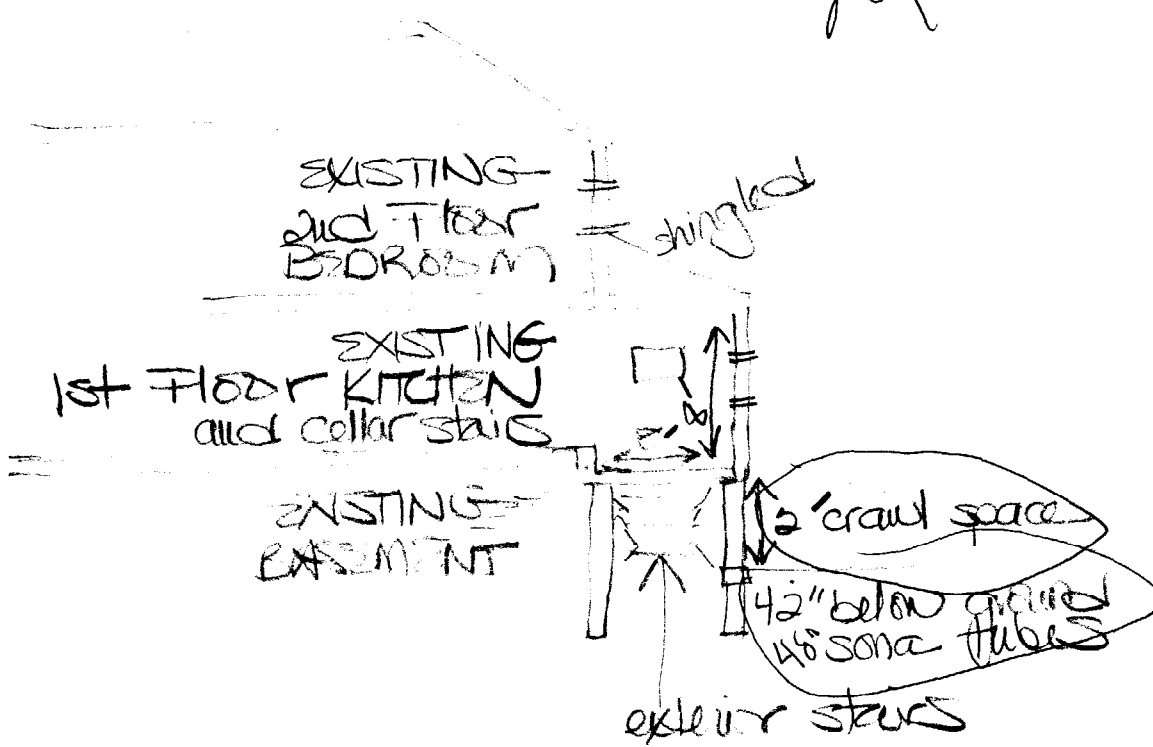 EXISTING
2nd Floor
BEDROOM
shingled
EXISTING
1st Floor KITCHEN
and cellar stairs
8
EXISTING
BASEMENT
2' crawl space
42" below ground
sona tubes
exterior stairs